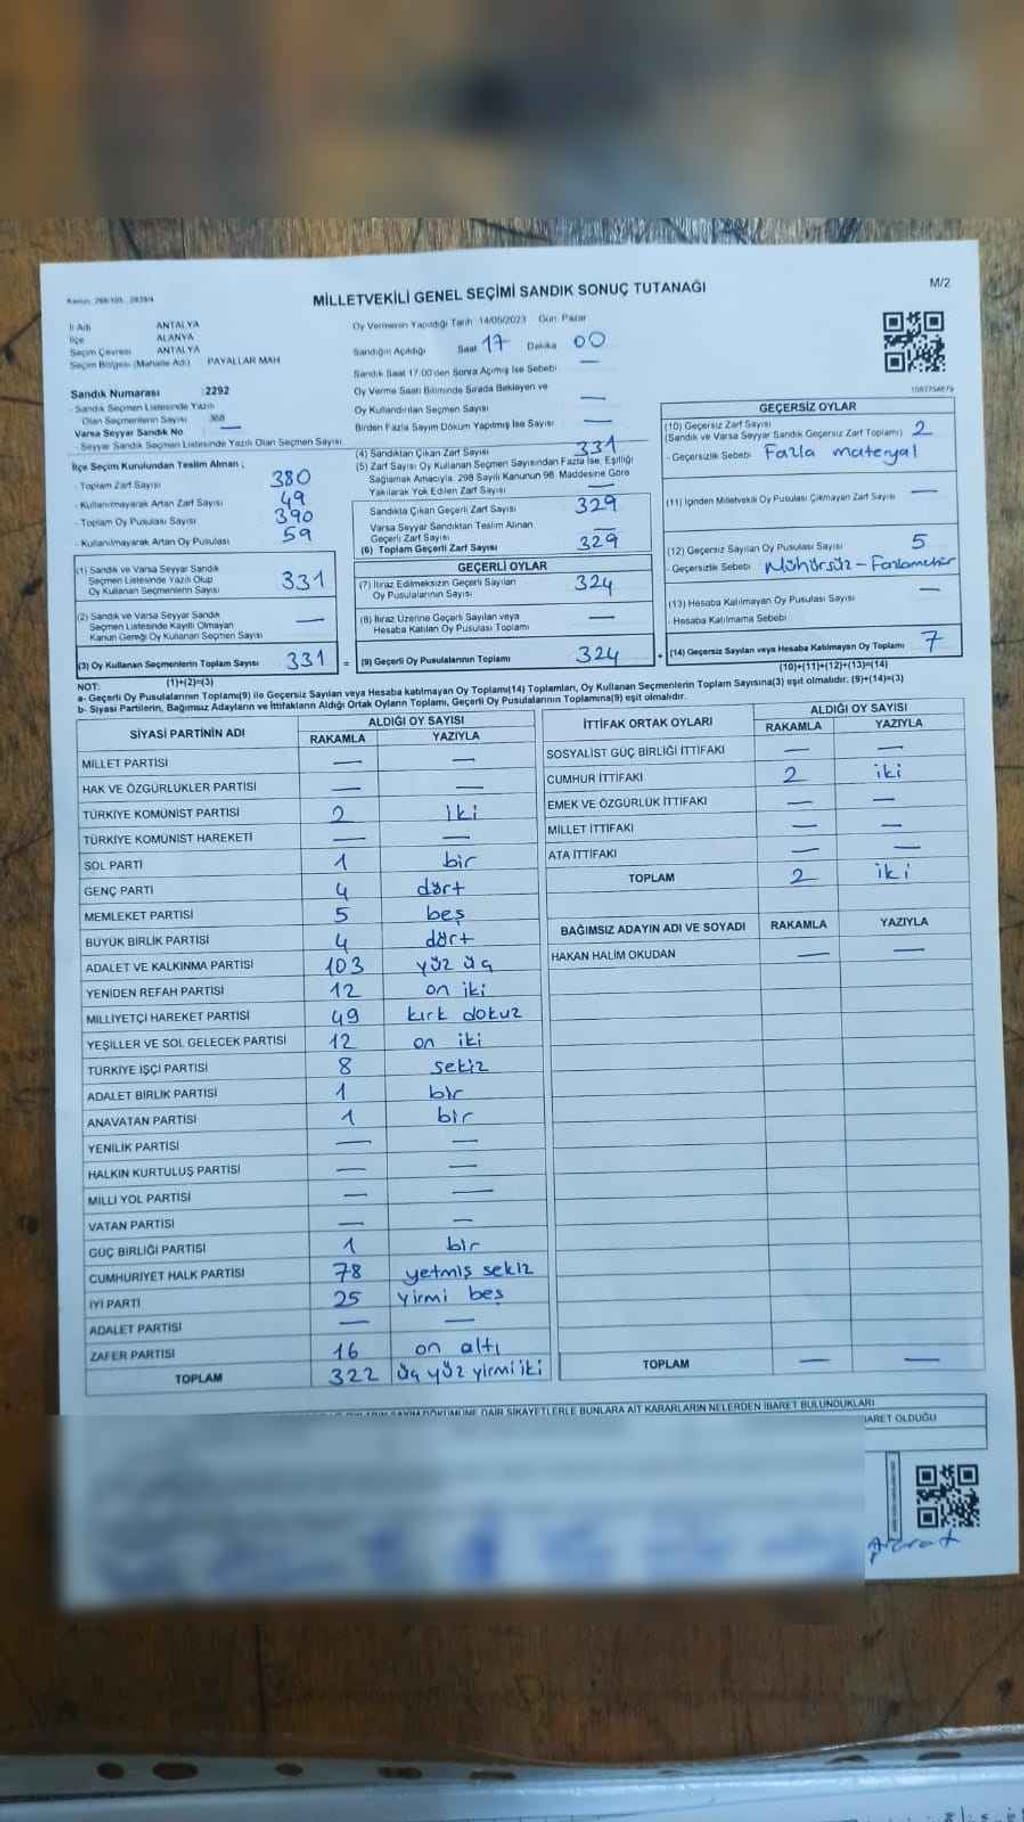 M/2
MİLLETVEKİLİ GENEL SEÇİMİ SANDIK SONUÇ TUTANAĞI
İl Adı ANTALYA
İlçe ALANYA
Seçim Çevresi ANTALYA
Seçim Bölgesi (Mahalle Adı) PAYALLAR MAH
Sandık Numarası : 2292
- Sandık Seçmen Listesinde Yazılı
Olan Seçmenlerin Sayısı 368
Varsa Seyyar Sandık No —
- Seyyar Sandık Seçmen Listesinde Yazılı Olan Seçmen Sayısı
İlçe Seçim Kurulundan Teslim Alınan ;
- Toplam Zarf Sayısı 380
- Kullanılmayarak Artan Zarf Sayısı 49
- Toplam Oy Pusulası Sayısı 390
- Kullanılmayarak Artan Oy Pusulası 59
(1) Sandık ve Varsa Seyyar Sandık
Seçmen Listesinde Yazılı Olup
Oy Kullanan Seçmenlerin Sayısı 331
(2) Sandık ve Varsa Seyyar Sandık
Seçmen Listesinde Kayıtlı Olmayan
Kanun Gereği Oy Kullanan Seçmen Sayısı —
(3) Oy Kullanan Seçmenlerin Toplam Sayısı 331 =
(1)+(2)=(3)
Oy Vermenin Yapıldığı Tarih 14/05/2023 Gün: Pazar
Sandığın Açıldığı Saat 17 Dakika 00
Sandık Saat 17.00'den Sonra Açılmış İse Sebebi —
Oy Verme Saati Bitiminde Sırada Bekleyen ve
Oy Kullandırılan Seçmen Sayısı —
Birden Fazla Sayım Döküm Yapılmış İse Sayısı —
(4) Sandıktan Çıkan Zarf Sayısı 331
(5) Zarf Sayısı Oy Kullanan Seçmen Sayısından Fazla İse, Eşitliği
Sağlamak Amacıyla, 298 Sayılı Kanunun 98. Maddesine Göre
Yakılarak Yok Edilen Zarf Sayısı —
Sandıkta Çıkan Geçerli Zarf Sayısı 329
Varsa Seyyar Sandıktan Teslim Alınan
Geçerli Zarf Sayısı —
(6) Toplam Geçerli Zarf Sayısı 329
GEÇERLİ OYLAR
(7) İtiraz Edilmeksizin Geçerli Sayılan
Oy Pusulalarının Sayısı 324
(8) İtiraz Üzerine Geçerli Sayılan veya
Hesaba Katılan Oy Pusulası Toplamı —
(9) Geçerli Oy Pusulalarının Toplamı 324 +
GEÇERSİZ OYLAR
(10) Geçersiz Zarf Sayısı
(Sandık ve Varsa Seyyar Sandık Geçersiz Zarf Toplamı) 2
- Geçersizlik Sebebi Fazla materyal
(11) İçinden Milletvekili Oy Pusulası Çıkmayan Zarf Sayısı —
(12) Geçersiz Sayılan Oy Pusulası Sayısı 5
- Geçersizlik Sebebi Mühürsüz -
(13) Hesaba Katılmayan Oy Pusulası Sayısı —
- Hesaba Katılmama Sebebi
(14) Geçersiz Sayılan veya Hesaba Katılmayan Oy Toplamı 7
(10)+(11)+(12)+(13)=(14)
NOT:
a- Geçerli Oy Pusulalarının Toplamı(9) ile Geçersiz Sayılan veya Hesaba katılmayan Oy Toplamı(14) Toplamları, Oy Kullanan Seçmenlerin Toplam Sayısına(3) eşit olmalıdır. (9)+(14)=(3)
b- Siyasi Partilerin, Bağımsız Adayların ve İttifakların Aldığı Ortak Oyların Toplamı, Geçerli Oy Pusulalarının Toplamına(9) eşit olmalıdır.
SİYASİ PARTİNİN ADI ALDIĞI OY SAYISI
RAKAMLA YAZIYLA
MİLLET PARTİSİ — —
HAK VE ÖZGÜRLÜKLER PARTİSİ — —
TÜRKİYE KOMÜNİST PARTİSİ 2 iki
TÜRKİYE KOMÜNİST HAREKETİ — —
SOL PARTİ 1 bir
GENÇ PARTİ 4 dört
MEMLEKET PARTİSİ 5 beş
BÜYÜK BİRLİK PARTİSİ 4 dört
ADALET VE KALKINMA PARTİSİ 103 yüz üç
YENİDEN REFAH PARTİSİ 12 on iki
MİLLİYETÇİ HAREKET PARTİSİ 49 kırk dokuz
YEŞİLLER VE SOL GELECEK PARTİSİ 12 on iki
TÜRKİYE İŞÇİ PARTİSİ 8 sekiz
ADALET BİRLİK PARTİSİ 1 bir
ANAVATAN PARTİSİ 1 bir
YENİLİK PARTİSİ — —
HALKIN KURTULUŞ PARTİSİ — —
MİLLİ YOL PARTİSİ — —
VATAN PARTİSİ — —
GÜÇ BİRLİĞİ PARTİSİ 1 bir
CUMHURİYET HALK PARTİSİ 78 yetmiş sekiz
İYİ PARTİ 25 yirmi beş
ADALET PARTİSİ — —
ZAFER PARTİSİ 16 on altı
TOPLAM 322 üç yüz yirmi iki
İTTİFAK ORTAK OYLARI ALDIĞI OY SAYISI
RAKAMLA YAZIYLA
SOSYALİST GÜÇ BİRLİĞİ İTTİFAKI — —
CUMHUR İTTİFAKI 2 iki
EMEK VE ÖZGÜRLÜK İTTİFAKI — —
MİLLET İTTİFAKI — —
ATA İTTİFAKI — —
TOPLAM 2 iki
BAĞIMSIZ ADAYIN ADI VE SOYADI RAKAMLA YAZIYLA
HAKAN HALİM OKUDAN — —
TOPLAM — —
DAİR ŞİKAYETLERLE BUNLARA AİT KARARLARIN NELERDEN İBARET BULUNDUKLARI
OLDUĞU